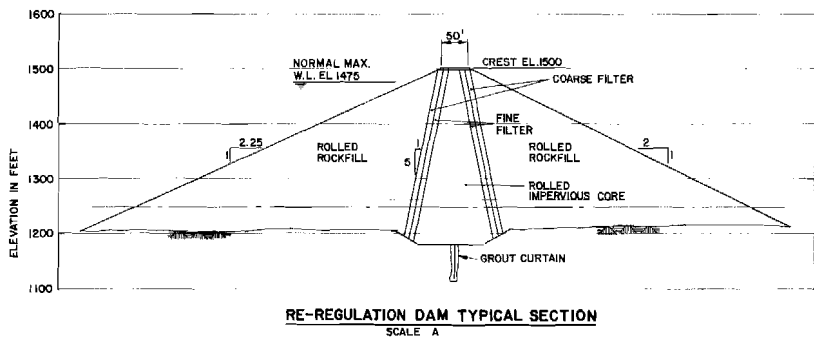 1600
50'
NORMAL MAX.
W.L. EL 1475
CREST EL. 1500
1500
COARSE FILTER
1400
FINE
FILTER
2.25
1
ROLLED
ROCKFILL
1
5
ROLLED
ROCKFILL
2
1
1300
ROLLED
IMPERVIOUS CORE
1200
GROUT CURTAIN
1100
ELEVATION IN FEET
RE-REGULATION DAM TYPICAL SECTION
SCALE A